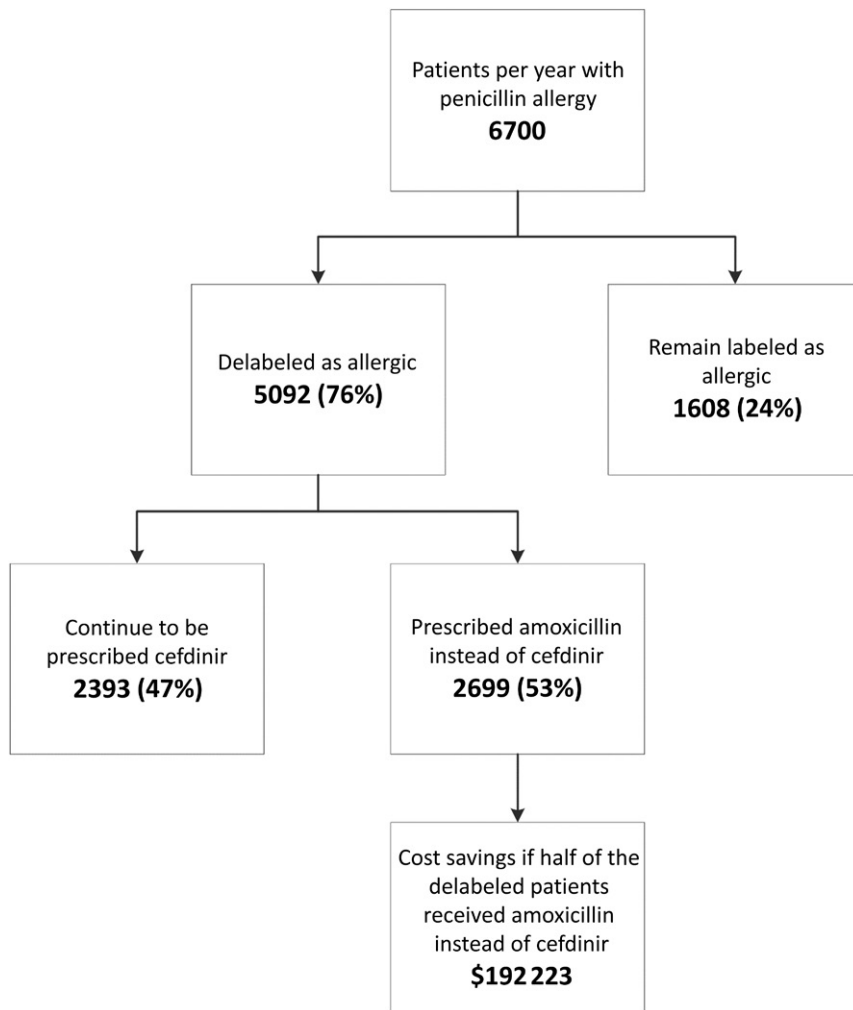 Patients per year with
penicillin allergy
6700
Delabeled as allergic
5092 (76%)
Remain labeled as
allergic
1608 (24%)
Continue to be
prescribed cefdinir
2393 (47%)
Prescribed amoxicillin
instead of cefdinir
2699 (53%)
Cost savings if half of the
delabeled patients
received amoxicillin
instead of cefdinir
$192 223